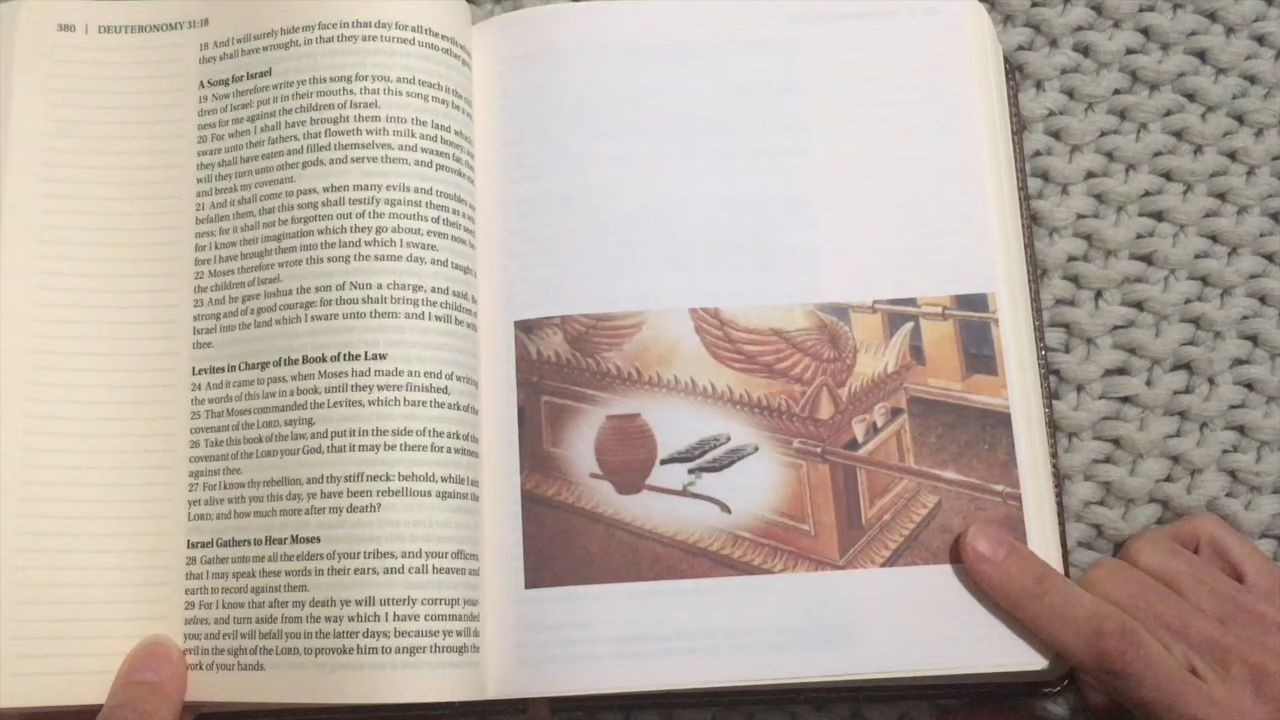 380 | DEUTERONOMY 31:18
18 And I will surely hide my face in that day for all the evils
they shall have wrought, in that they are turned unto other
A Song for Israel
19 Now therefore write ye this song for you, and teach it the
dren of Israel: put it in their mouths, that this song may be a
ness for me against the children of Israel.
20 For when I shall have brought them into the land which
sware unto their fathers, that floweth with milk and honey;
they shall have eaten and filled themselves, and waxen fat;
will they turn unto other gods, and serve them, and provoke me,
and break my covenant.
21 And it shall come to pass, when many evils and troubles
befallen them, that this song shall testify against them as a
ness; for it shall not be forgotten out of the mouths of their seed:
for I know their imagination which they go about, even now,
fore I have brought them into the land which I sware.
22 Moses therefore wrote this song the same day, and taught
the children of Israel.
23 And he gave Joshua the son of Nun a charge, and said,
strong and of a good courage: for thou shalt bring the children
Israel into the land which I sware unto them: and I will be with
thee.
Levites in Charge of the Book of the Law
24 And it came to pass, when Moses had made an end of writing
the words of this law in a book, until they were finished,
25 That Moses commanded the Levites, which bare the ark of the
covenant of the LORD, saying,
26 Take this book of the law, and put it in the side of the ark of the
covenant of the LORD your God, that it may be there for a witness
against thee.
27 For I know thy rebellion, and thy stiff neck: behold, while I am
yet alive with you this day, ye have been rebellious against the
LORD; and how much more after my death?
Israel Gathers to Hear Moses
28 Gather unto me all the elders of your tribes, and your officers,
that I may speak these words in their ears, and call heaven and
earth to record against them.
29 For I know that after my death ye will utterly corrupt your-
selves, and turn aside from the way which I have commanded
you; and evil will befall you in the latter days; because ye will do
evil in the sight of the LORD, to provoke him to anger through the
work of your hands.